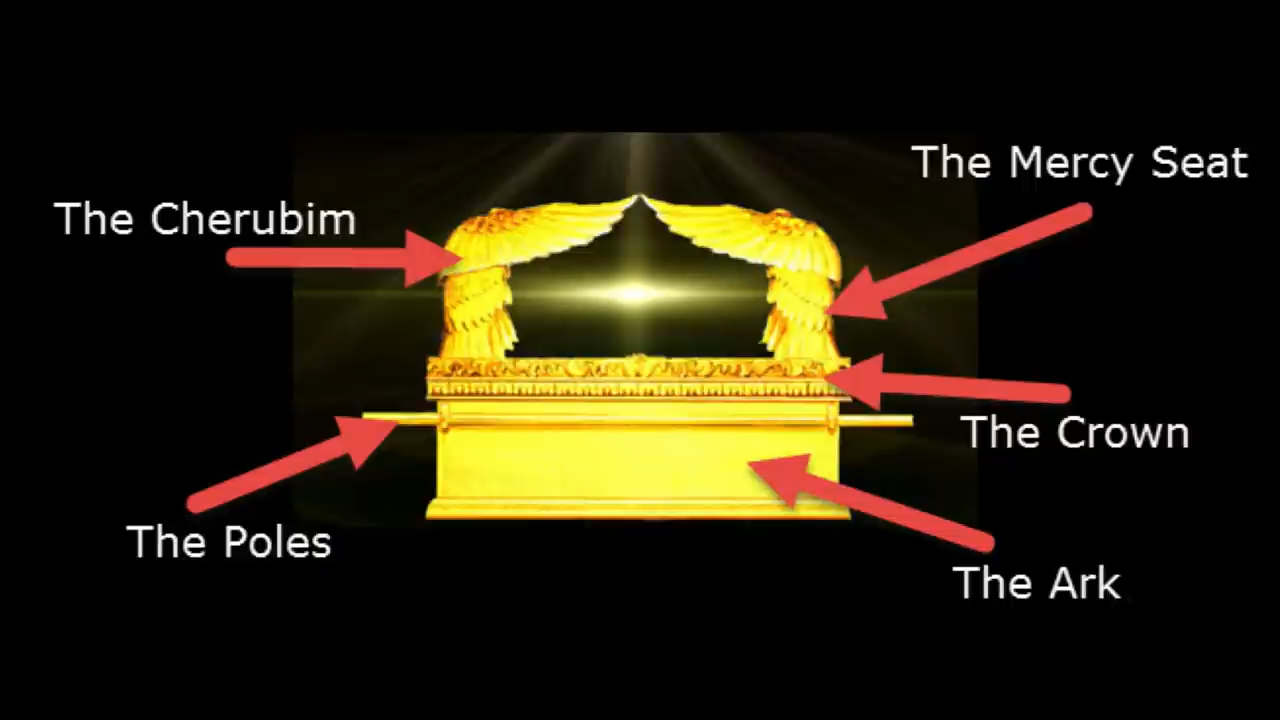 The Mercy Seat
The Cherubim
The Crown
The Poles
The Ark